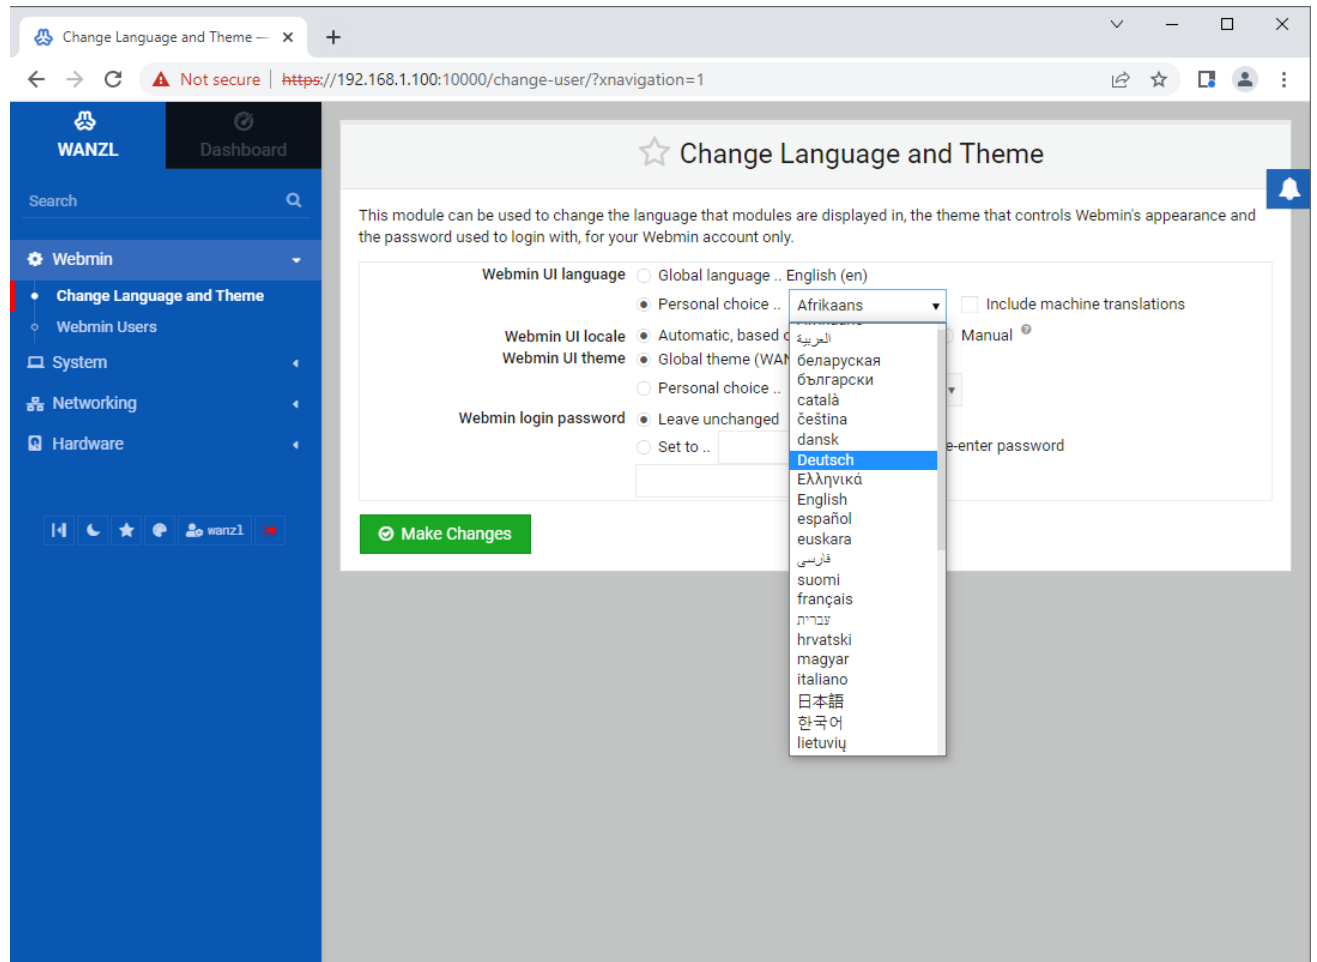 Change Language and Theme —
Not secure | https://192.168.1.100:10000/change-user/?xnavigation=1
WANZL
Dashboard
Search
Webmin
Change Language and Theme
Webmin Users
System
Networking
Hardware
wanzl
Change Language and Theme
This module can be used to change the language that modules are displayed in, the theme that controls Webmin's appearance and
the password used to login with, for your Webmin account only.
Webmin UI language
Global language .. English (en)
Personal choice .. Afrikaans
Include machine translations
Webmin UI locale
Automatic, based
Manual
Webmin UI theme
Global theme (WAN
Personal choice ..
Webmin login password
Leave unchanged
Set to ..
e-enter password
Make Changes
العربية
беларуская
български
català
čeština
dansk
Deutsch
Ελληνικά
English
español
euskara
فارسی
suomi
français
עברית
hrvatski
magyar
italiano
日本語
한국어
lietuvių